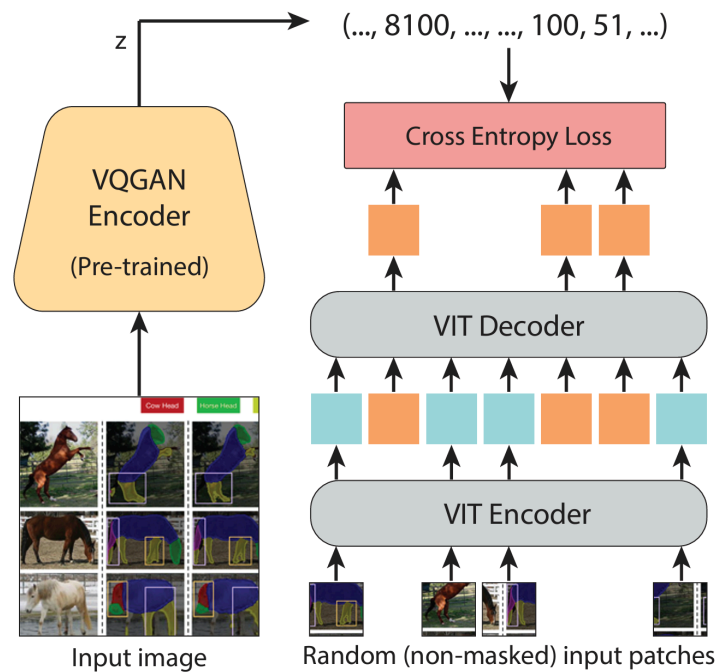 z
(..., 8100, ..., ..., 100, 51, ...)
Cross Entropy Loss
VQGAN
Encoder
(Pre-trained)
VIT Decoder
VIT Encoder
Cow Head
Horse Head
Input image
Random (non-masked) input patches